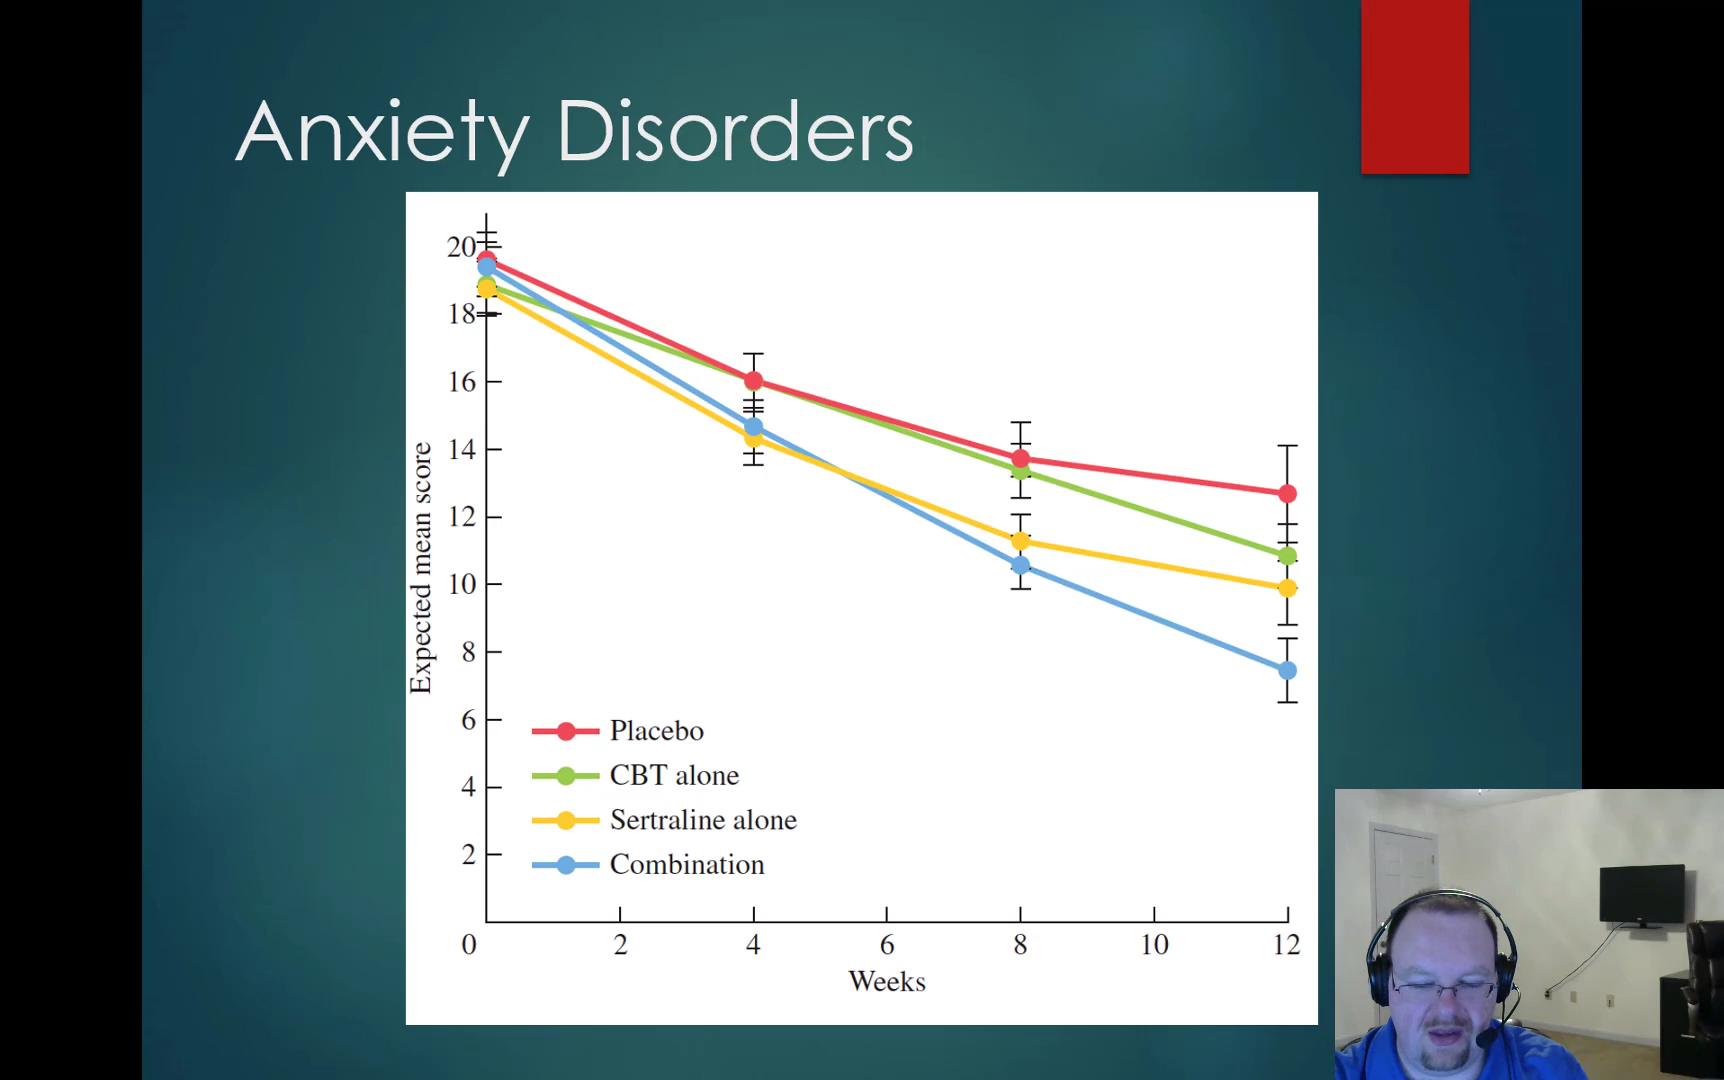 Anxiety Disorders
20
18
16
14
12
10
8
6
4
2
Expected mean score
Placebo
CBT alone
Sertraline alone
Combination
0 2 4 6 8 10 12
Weeks